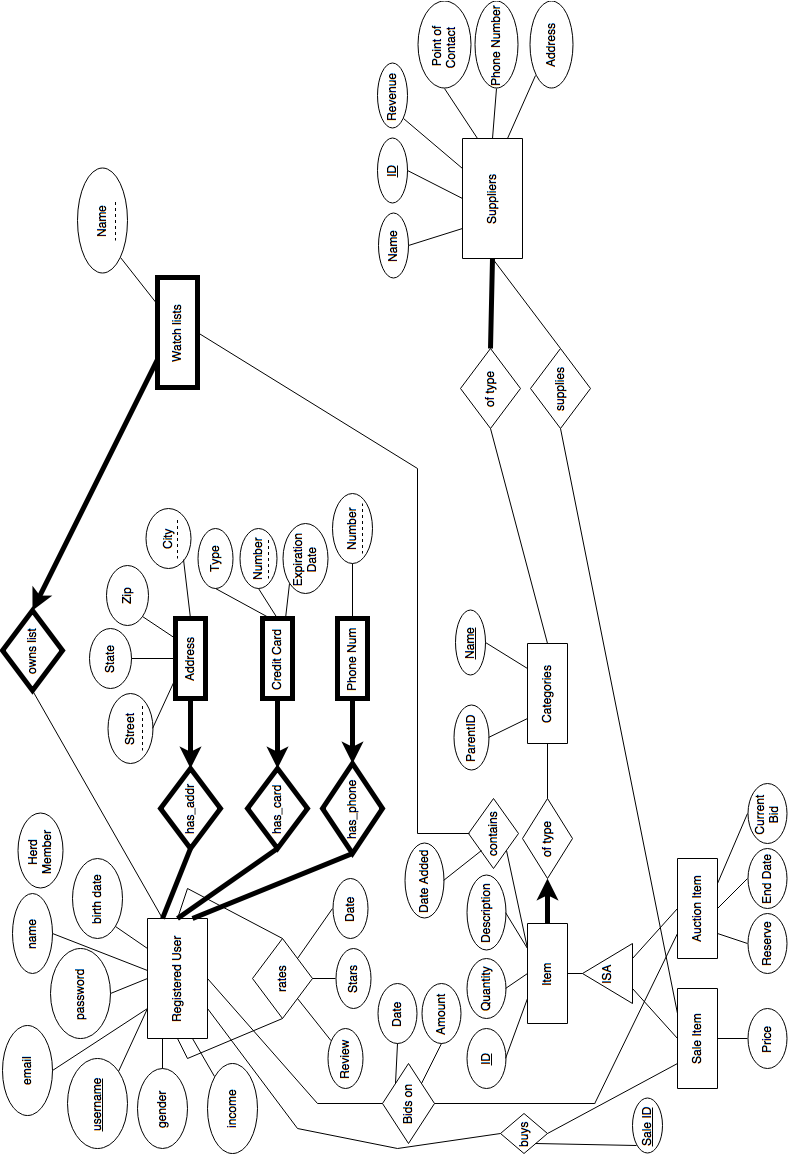 Name
Watch lists
owns list
Point of
Contact
Phone Number
Address
Revenue
ID
Name
Suppliers
of type
supplies
City
Zip
State
Street
Address
Type
Number
Expiration
Date
Credit Card
Number
Phone Num
has_addr
has_card
has_phone
Herd
Member
name
birth date
password
email
username
gender
income
Registered User
rates
Date
Stars
Review
Date
Amount
Bids on
buys
Sale ID
Name
ParentID
Categories
of type
contains
Date Added
Description
Quantity
ID
Item
ISA
Auction Item
Current
Bid
End Date
Reserve
Sale Item
Price